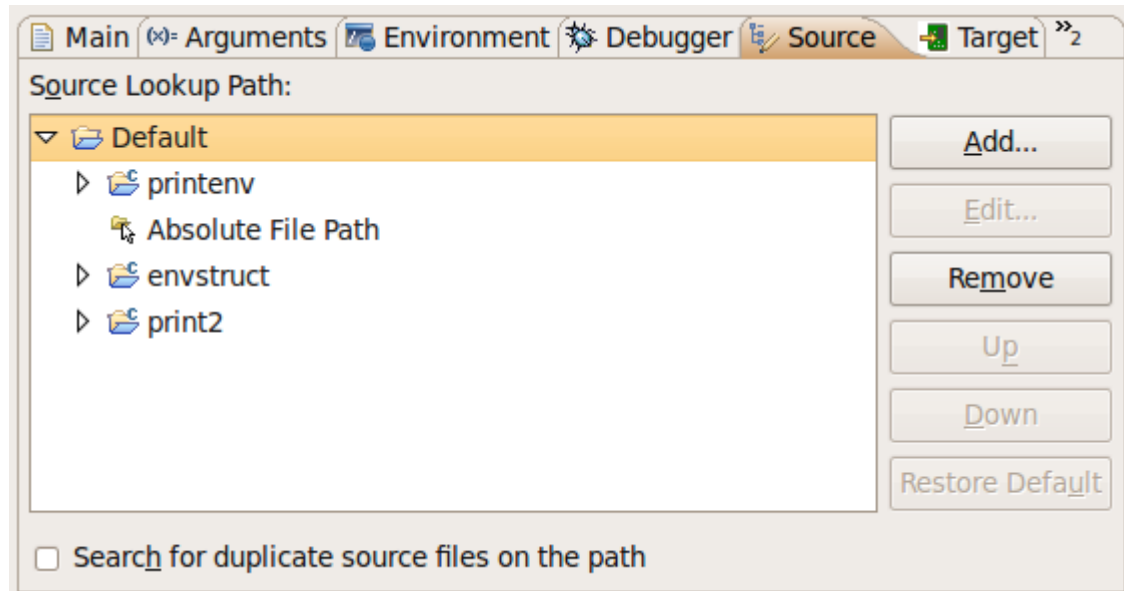 Main (x)= Arguments Environment Debugger Source Target »2
Source Lookup Path:
Default
Add...
printenv
Edit...
Absolute File Path
envstruct
Remove
print2
Up
Down
Restore Default
Search for duplicate source files on the path